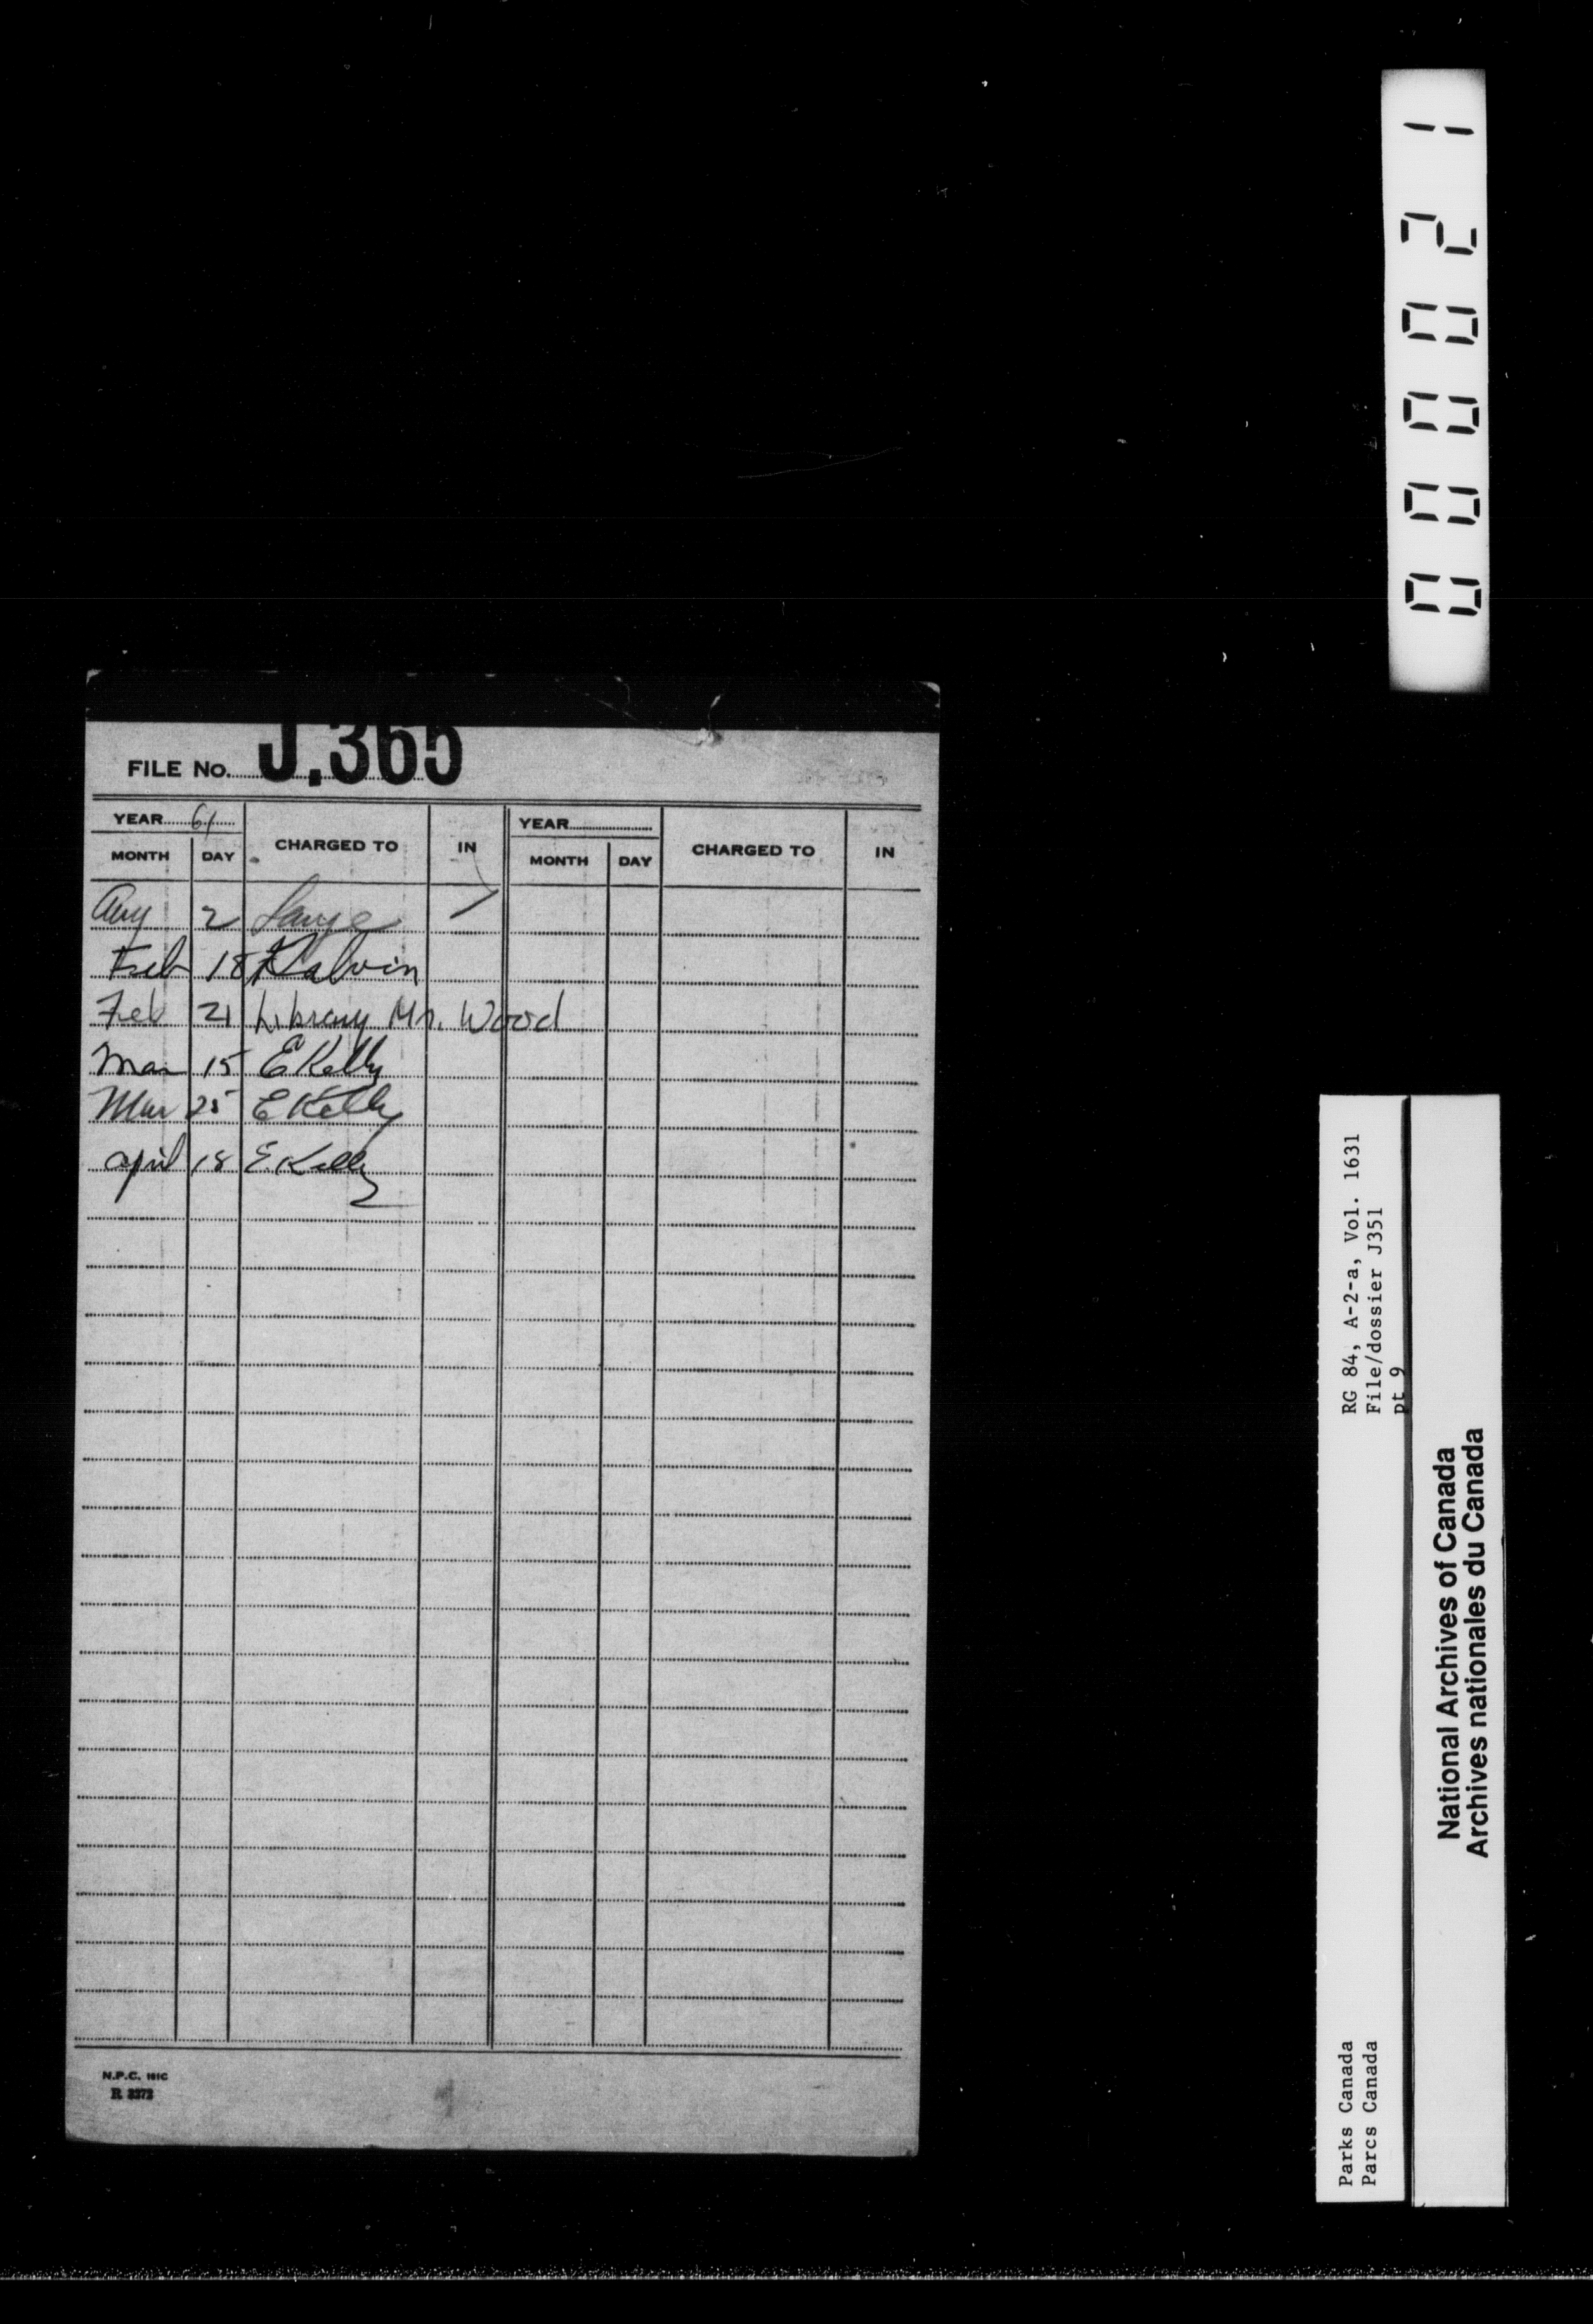 000021
FILE No. J.365
YEAR 61 CHARGED TO IN YEAR CHARGED TO IN
MONTH DAY MONTH DAY
Aug 2
Feb 18 Kalvin
Feb 21 Library Mr. Wood
Mar 15 E Kelly
Mar 25 E Kelly
April 18 E. Kelly
N.P.C. 161C
R 3373
RG 84, A-2-a, Vol. 1631
File/dossier J351
pt 9
Parks Canada
Parcs Canada
National Archives of Canada
Archives nationales du Canada